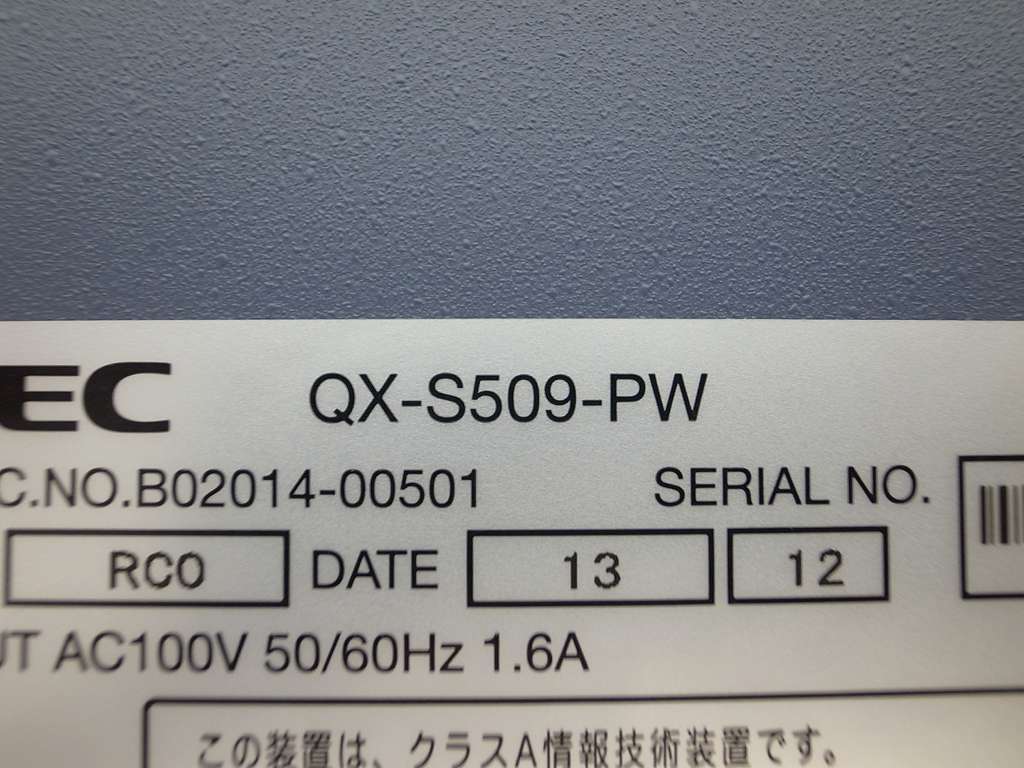 EC QX-S509-PW
C.NO.B02014-00501 SERIAL NO.
RC0 DATE 13 12
UT AC100V 50/60Hz 1.6A
この装置は、クラスA情報技術装置です。